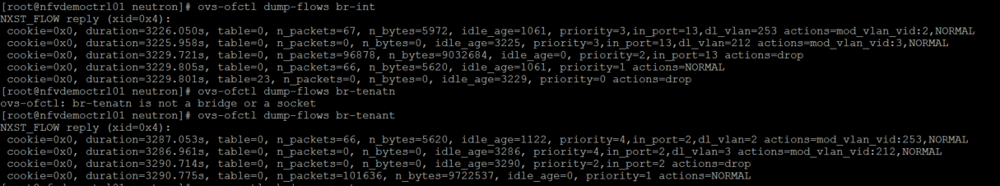 [root@nfvdemoctrl01 neutron]# ovs-ofctl dump-flows br-int
NXST_FLOW reply (xid=0x4):
cookie=0x0, duration=3226.050s, table=0, n_packets=67, n_bytes=5972, idle_age=1061, priority=3,in_port=13,dl_vlan=253 actions=mod_vlan_vid:2,NORMAL
cookie=0x0, duration=3225.958s, table=0, n_packets=0, n_bytes=0, idle_age=3225, priority=3,in_port=13,dl_vlan=212 actions=mod_vlan_vid:3,NORMAL
cookie=0x0, duration=3229.721s, table=0, n_packets=96878, n_bytes=9032684, idle_age=0, priority=2,in_port=13 actions=drop
cookie=0x0, duration=3229.805s, table=0, n_packets=66, n_bytes=5620, idle_age=1061, priority=1 actions=NORMAL
cookie=0x0, duration=3229.801s, table=23, n_packets=0, n_bytes=0, idle_age=3229, priority=0 actions=drop
[root@nfvdemoctrl01 neutron]# ovs-ofctl dump-flows br-tenatn
ovs-ofctl: br-tenatn is not a bridge or a socket
[root@nfvdemoctrl01 neutron]# ovs-ofctl dump-flows br-tenant
NXST_FLOW reply (xid=0x4):
cookie=0x0, duration=3287.053s, table=0, n_packets=66, n_bytes=5620, idle_age=1122, priority=4,in_port=2,dl_vlan=2 actions=mod_vlan_vid:253,NORMAL
cookie=0x0, duration=3286.961s, table=0, n_packets=0, n_bytes=0, idle_age=3286, priority=4,in_port=2,dl_vlan=3 actions=mod_vlan_vid:212,NORMAL
cookie=0x0, duration=3290.714s, table=0, n_packets=0, n_bytes=0, idle_age=3290, priority=2,in_port=2 actions=drop
cookie=0x0, duration=3290.775s, table=0, n_packets=101636, n_bytes=9722537, idle_age=0, priority=1 actions=NORMAL